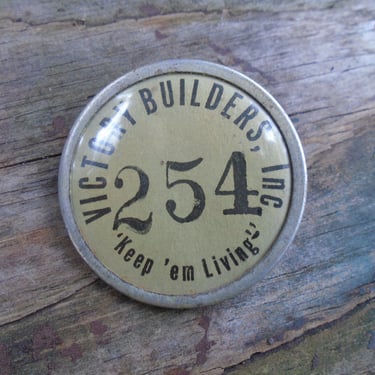 VICTORY BUILDERS, Inc
254
"Keep 'em Living"